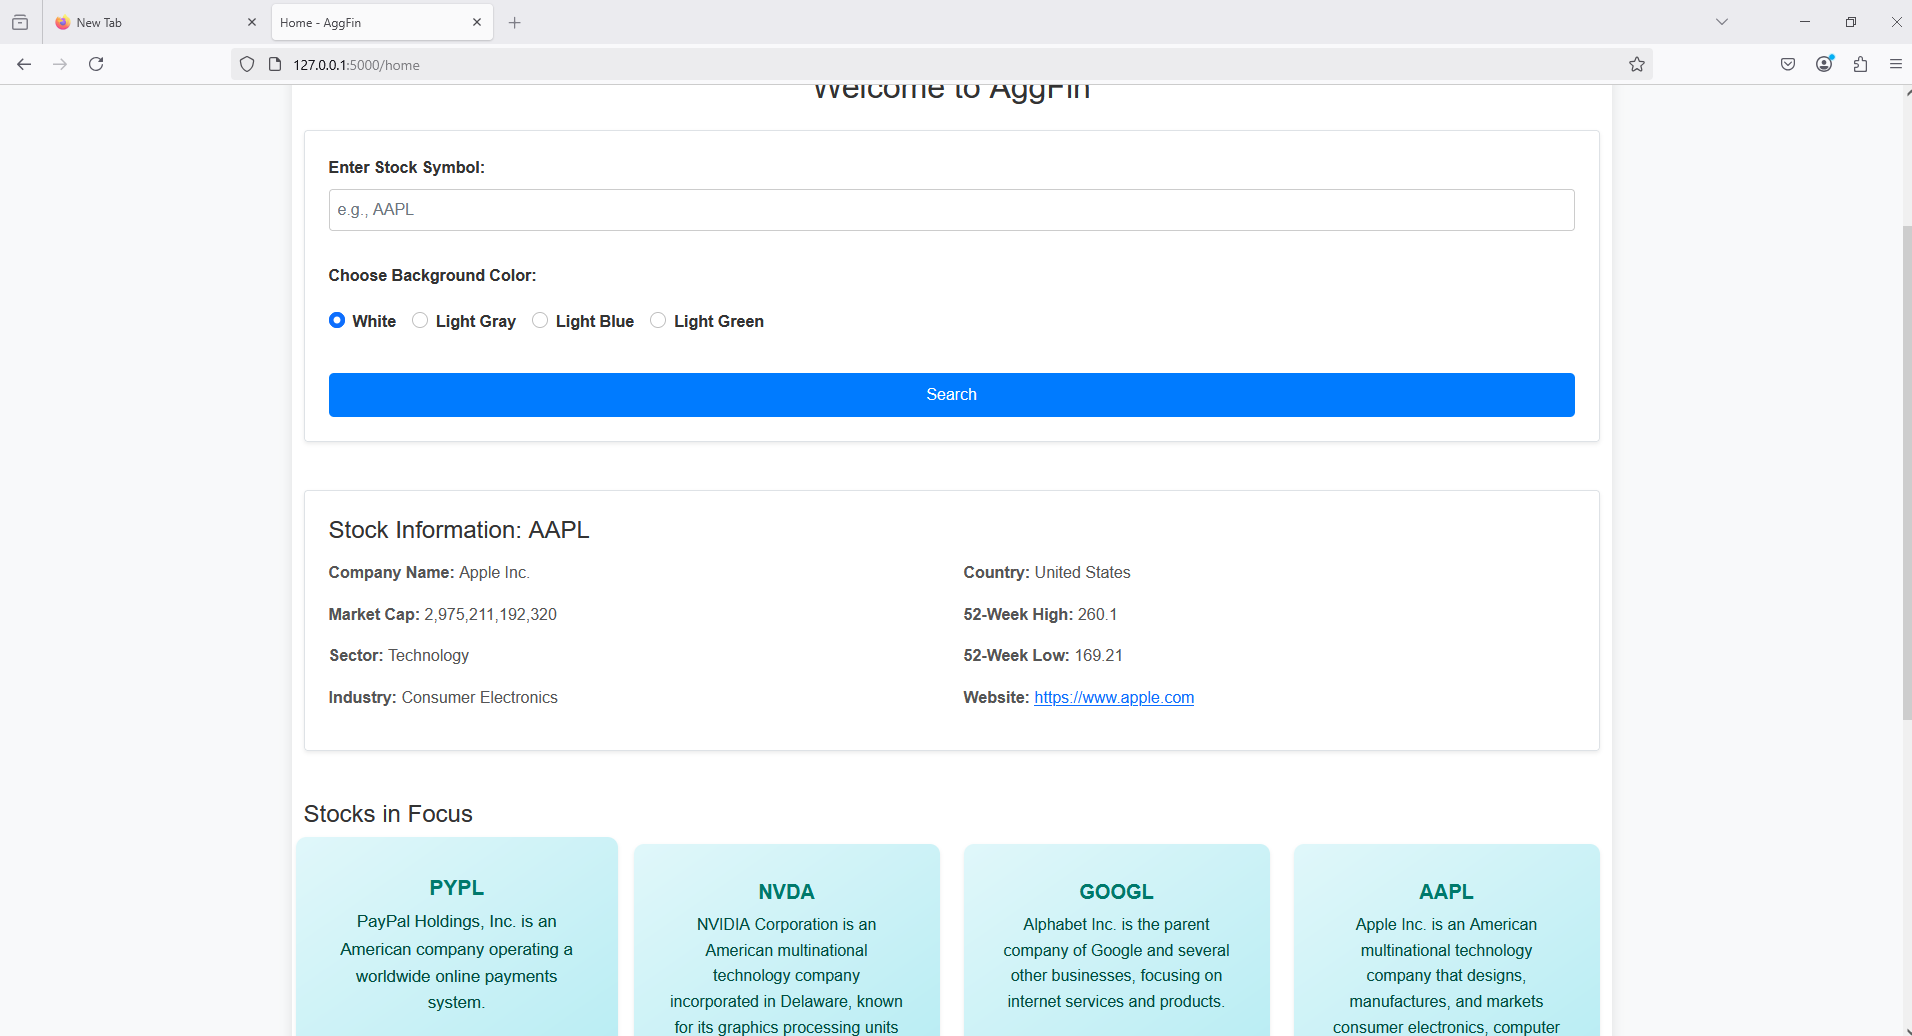 New Tab
Home - AggFin
127.0.0.1:5000/home
Welcome to AggFin
Enter Stock Symbol:
e.g., AAPL
Choose Background Color:
White Light Gray Light Blue Light Green
Search
Stock Information: AAPL
Company Name: Apple Inc.
Country: United States
Market Cap: 2,975,211,192,320
52-Week High: 260.1
Sector: Technology
52-Week Low: 169.21
Industry: Consumer Electronics
Website: https://www.apple.com
Stocks in Focus
PYPL
PayPal Holdings, Inc. is an
American company operating a
worldwide online payments
system.
NVDA
NVIDIA Corporation is an
American multinational
technology company
incorporated in Delaware, known
for its graphics processing units
GOOGL
Alphabet Inc. is the parent
company of Google and several
other businesses, focusing on
internet services and products.
AAPL
Apple Inc. is an American
multinational technology
company that designs,
manufactures, and markets
consumer electronics, computer